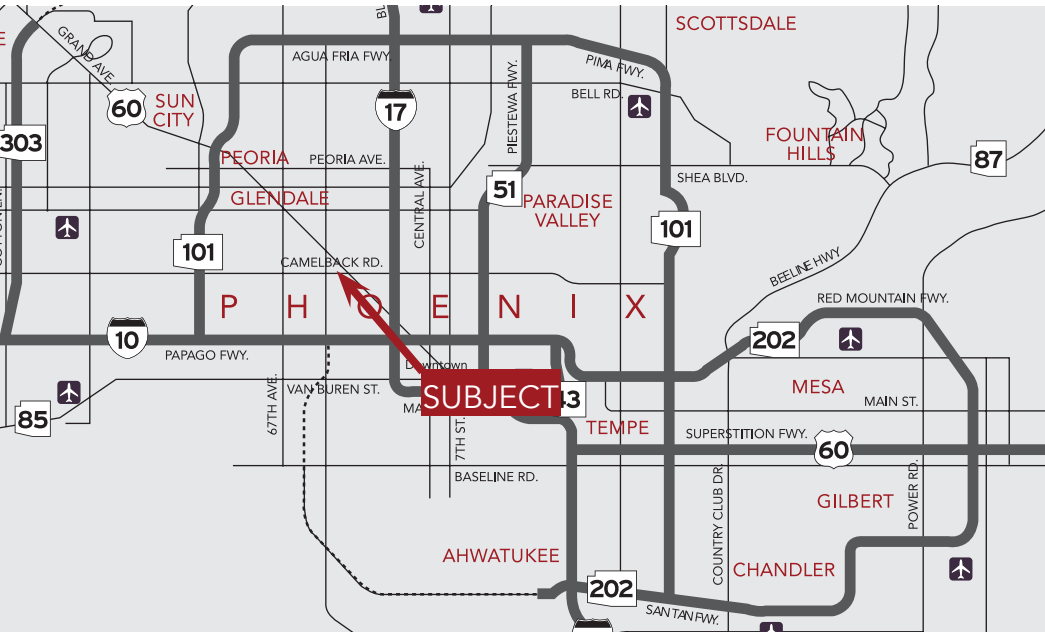 SCOTTSDALE
GRAND AVE.
AGUA FRIA FWY.
PIMA FWY.
BELL RD.
60
SUN
CITY
17
PIESTEWA FWY.
303
FOUNTAIN
HILLS
87
PEORIA
PEORIA AVE.
GLENDALE
CENTRAL AVE.
51
PARADISE
VALLEY
SHEA BLVD.
101
101
CAMELBACK RD.
BEELINE HWY
PHOENIX
RED MOUNTAIN FWY.
10
PAPAGO FWY.
202
Downtown
67TH AVE.
VAN BUREN ST.
SUBJECT
MESA
MAIN ST.
85
7TH ST.
TEMPE
SUPERSTITION FWY.
60
BASELINE RD.
COUNTRY CLUB DR.
GILBERT
POWER RD.
AHWATUKEE
CHANDLER
202
SAN TAN FWY.